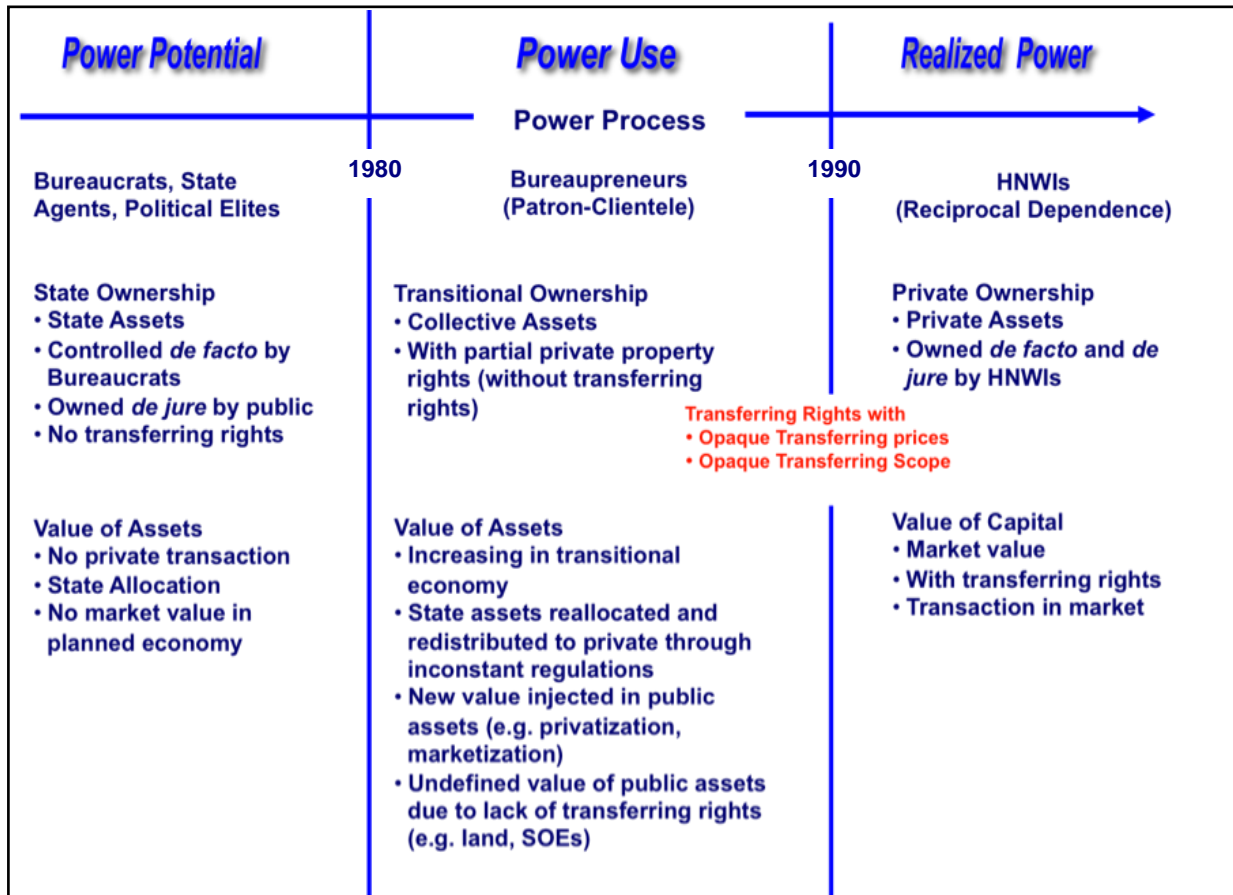 Power Potential
Power Use
Realized Power
Power Process
1980
1990
Bureaucrats, State
Agents, Political Elites
Bureaupreneurs
(Patron-Clientele)
HNWIs
(Reciprocal Dependence)
State Ownership
• State Assets
• Controlled de facto by
Bureaucrats
• Owned de jure by public
• No transferring rights
Transitional Ownership
• Collective Assets
• With partial private property
rights (without transferring
rights)
Private Ownership
• Private Assets
• Owned de facto and de
jure by HNWIs
Transferring Rights with
• Opaque Transferring prices
• Opaque Transferring Scope
Value of Assets
• No private transaction
• State Allocation
• No market value in
planned economy
Value of Assets
• Increasing in transitional
economy
• State assets reallocated and
redistributed to private through
inconstant regulations
• New value injected in public
assets (e.g. privatization,
marketization)
• Undefined value of public assets
due to lack of transferring rights
(e.g. land, SOEs)
Value of Capital
• Market value
• With transferring rights
• Transaction in market